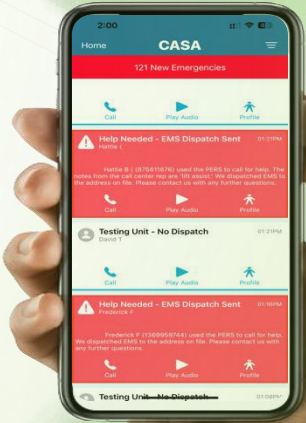 2:00
Home CASA
121 New Emergencies
Call Play Audio Profile
Help Needed - EMS Dispatch Sent 01:21PM
Hattie (
Hattie B ( (875811676) used the PERS to call for help. The
notes from the call center rep are 'lift assist.' We dispatched EMS to
the address on file. Please contact us with any further questions.
Call Play Audio Profile
Testing Unit - No Dispatch 01:21PM
David T
Call Play Audio Profile
Help Needed - EMS Dispatch Sent 01:16PM
Frederick F
Frederick F (1369959744) used the PERS to call for help.
We dispatched EMS to the address on file. Please contact us with
any further questions.
Call Play Audio Profile
Testing Unit - No Dispatch 01:04PM